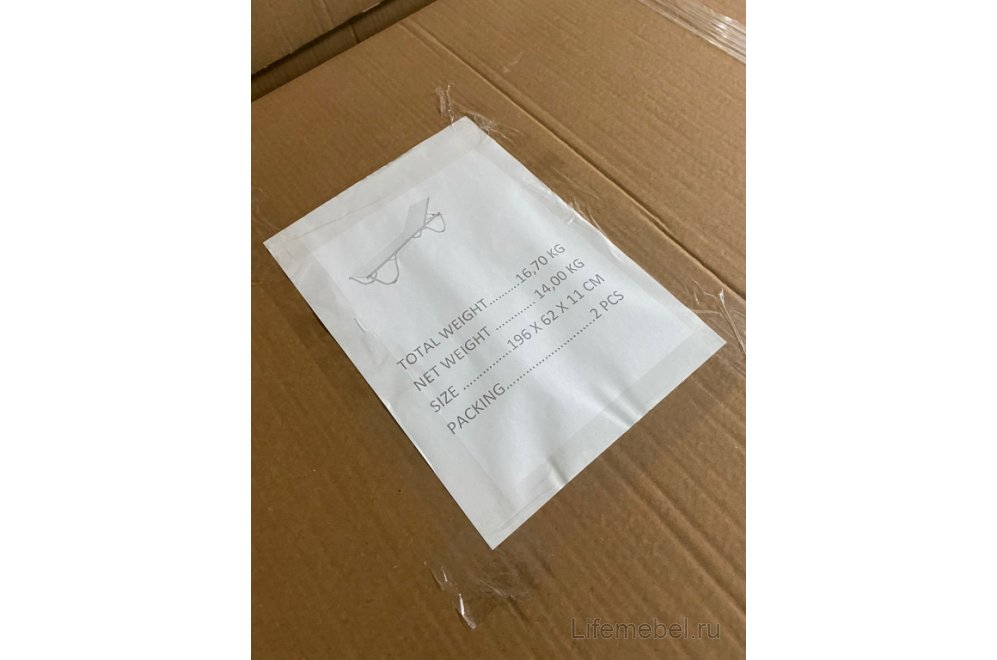 TOTAL WEIGHT..........16,70 KG
NET WEIGHT ............. 14,00 KG
SIZE ...............196 X 62 X 11 CM
PACKING.............................2 PCS
Lifemebel.ru